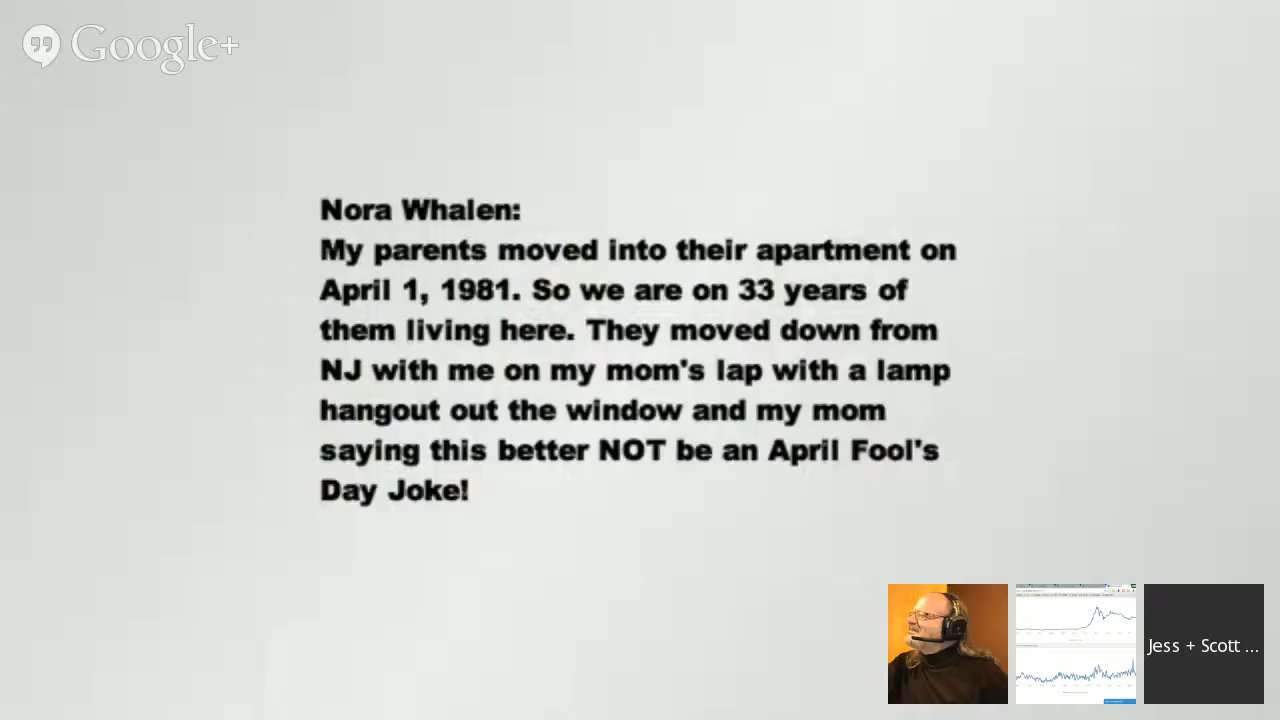 Google+
Nora Whalen:
My parents moved into their apartment on
April 1, 1981. So we are on 33 years of
them living here. They moved down from
NJ with me on my mom's lap with a lamp
hangout out the window and my mom
saying this better NOT be an April Fool's
Day Joke!
Jess + Scott ...